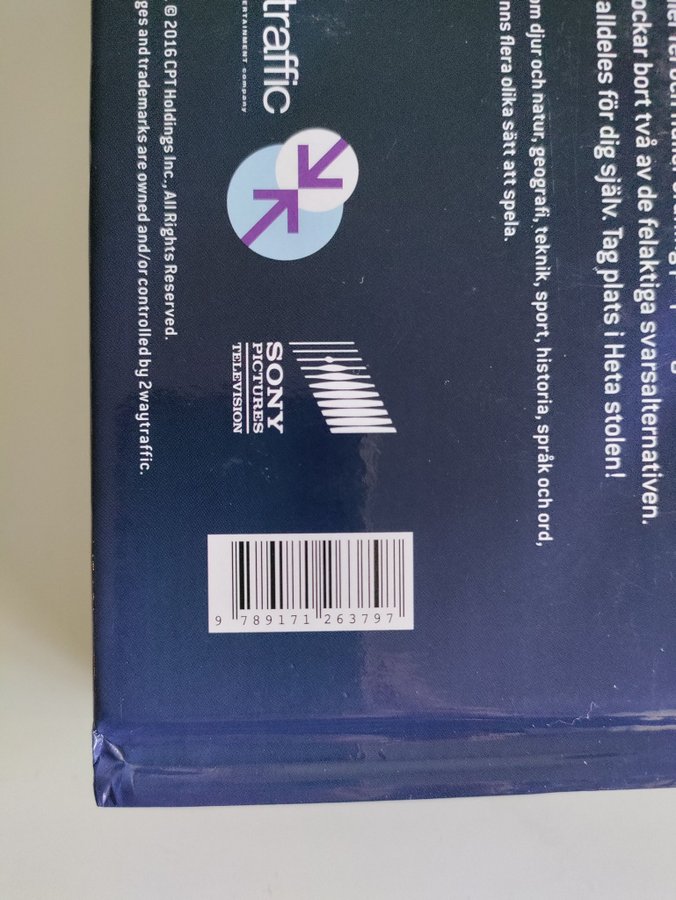 ockar bort två av de felaktiga svarsalternativen.
alldeles för dig själv. Tag plats i Heta stolen!
om djur och natur, geografi, teknik, sport, historia, språk och ord,
nns flera olika sätt att spela.
traffic
ERTAINMENT company
SONY
PICTURES
TELEVISION
© 2016 CPT Holdings Inc., All Rights Reserved.
ges and trademarks are owned and/or controlled by 2waytraffic.
9 789171 263797